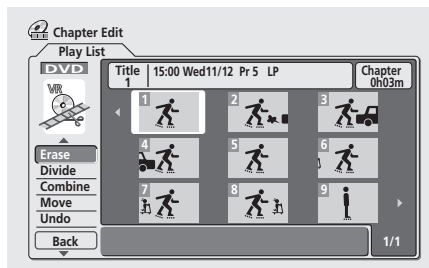 Chapter Edit
Play List
DVD
VR
Title 1 15:00 Wed11/12 Pr 5 LP
Chapter 0h03m
1 2 3
4 5 6
7 8 9
Erase
Divide
Combine
Move
Undo
Back
1/1